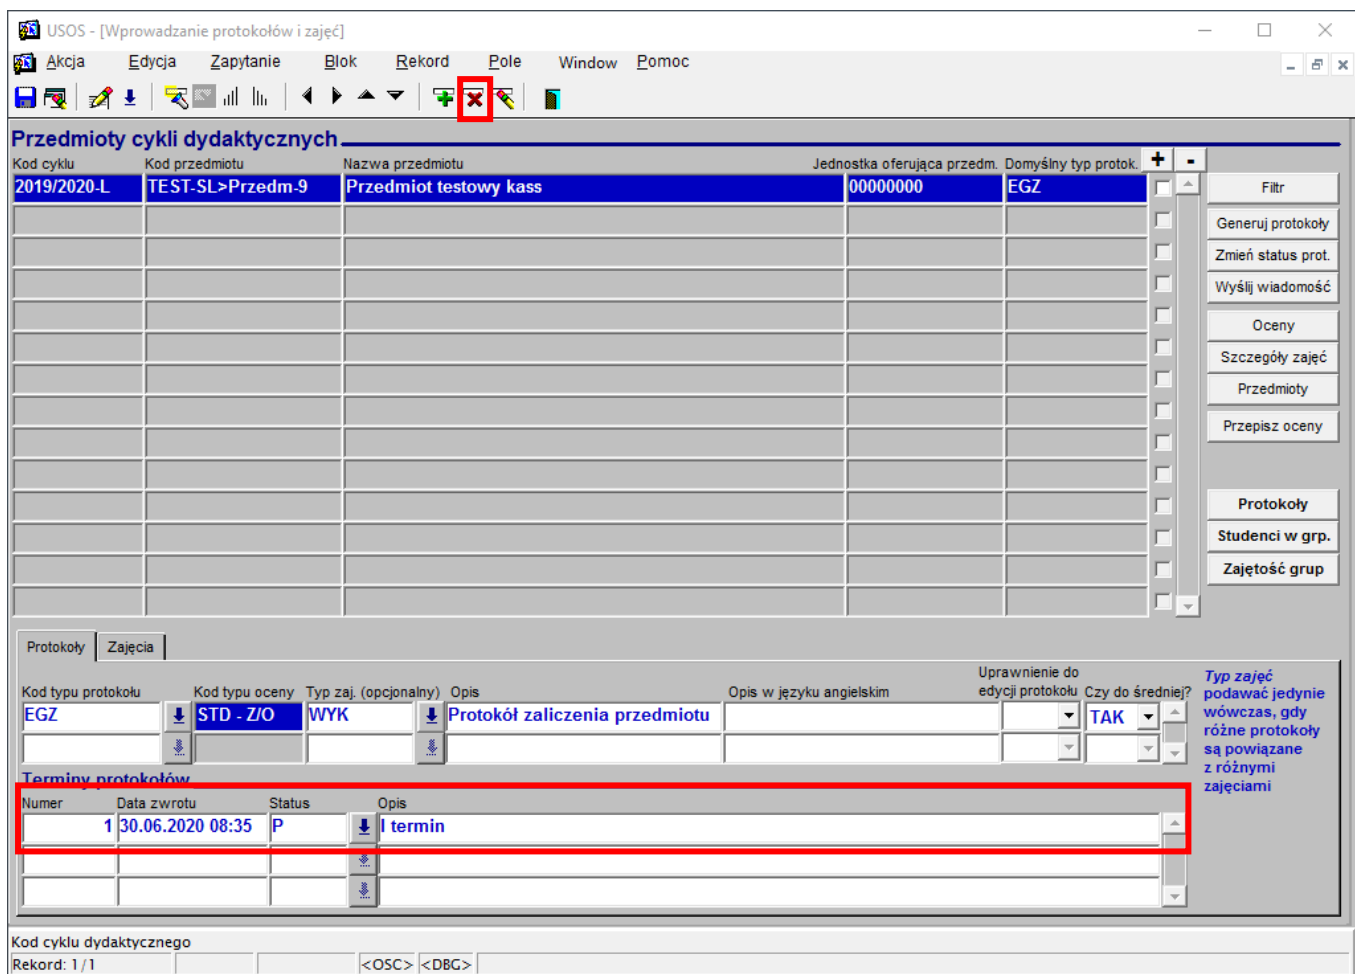 USOS - [Wprowadzanie protokołów i zajęć]
Akcja Edycja Zapytanie Blok Rekord Pole Window Pomoc
Przedmioty cykli dydaktycznych
Kod cyklu Kod przedmiotu Nazwa przedmiotu Jednostka oferująca przedm. Domyślny typ protok. + -
2019/2020-L TEST-SL>Przedm-9 Przedmiot testowy kass 00000000 EGZ
Filtr
Generuj protokoły
Zmień status prot.
Wyślij wiadomość
Oceny
Szczegóły zajęć
Przedmioty
Przepisz oceny
Protokoły
Studenci w grp.
Zajętość grup
Protokoły Zajęcia
Kod typu protokołu Kod typu oceny Typ zaj. (opcjonalny) Opis Opis w języku angielskim Uprawnienie do
edycji protokołu Czy do średniej?
EGZ STD - Z/O WYK Protokół zaliczenia przedmiotu TAK
Typ zajęć
podawać jedynie
wówczas, gdy
różne protokoły
są powiązane
z różnymi
zajęciami
Terminy protokołów
Numer Data zwrotu Status Opis
1 30.06.2020 08:35 P I termin
Kod cyklu dydaktycznego
Rekord: 1/1 <OSC> <DBG>